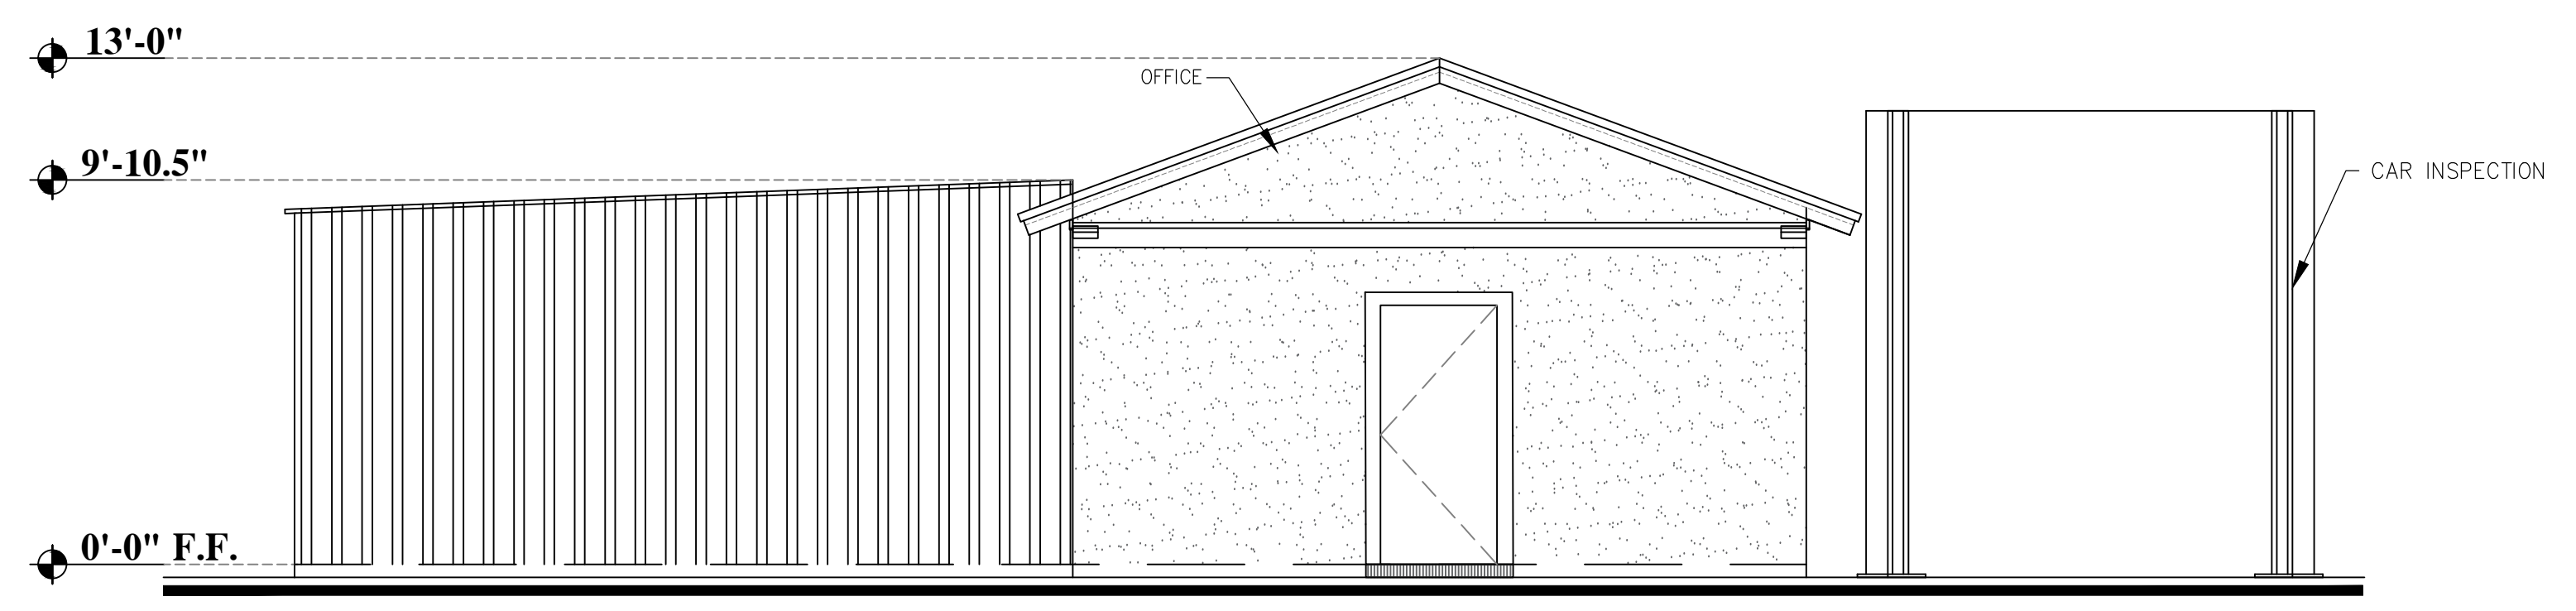 13'-0"
OFFICE
9'-10.5"
CAR INSPECTION
0'-0" F.F.